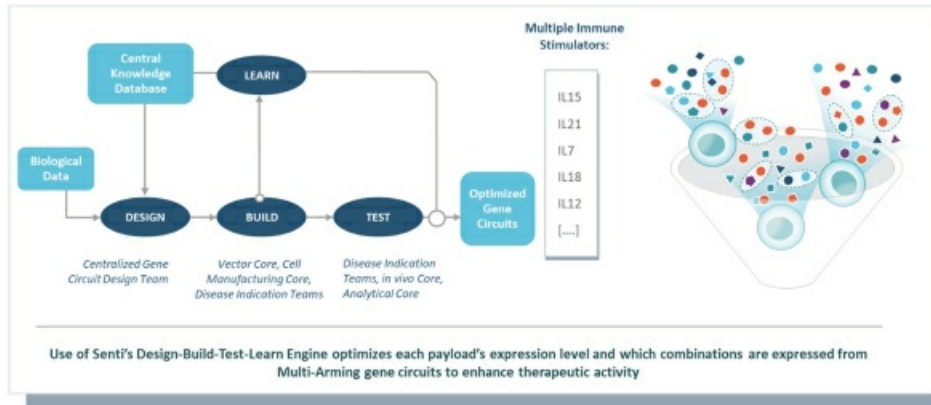 Multiple Immune
Stimulators:
Central
Knowledge
Database
LEARN
IL15
IL21
IL7
IL18
IL12
[....]
Biological
Data
DESIGN
BUILD
TEST
Optimized
Gene
Circuits
Centralized Gene
Circuit Design Team
Vector Core, Cell
Manufacturing Core,
Disease Indication Teams
Disease Indication
Teams, in vivo Core,
Analytical Core
Use of Senti's Design-Build-Test-Learn Engine optimizes each payload's expression level and which combinations are expressed from
Multi-Arming gene circuits to enhance therapeutic activity